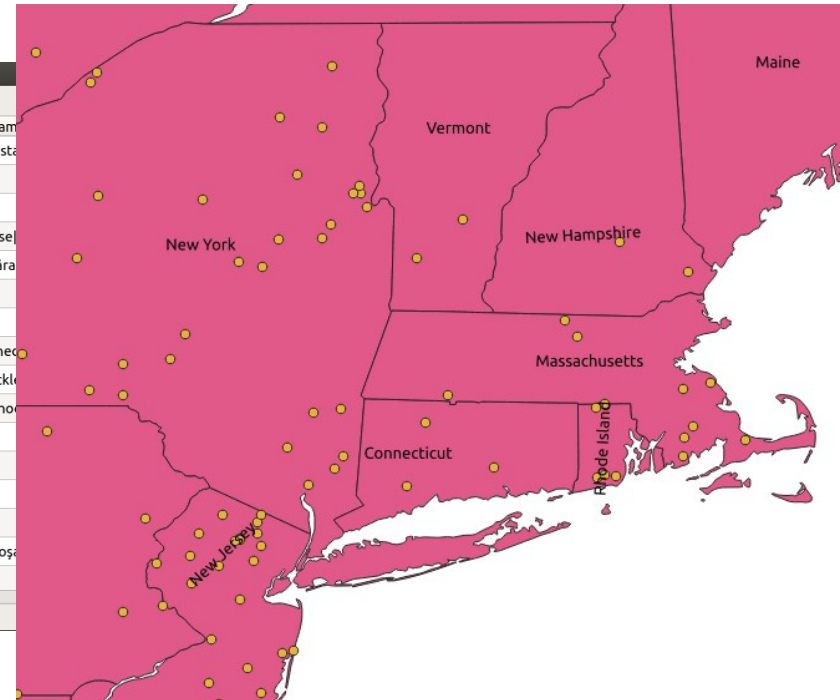 Maine
Vermont
New Hampshire
New York
Massachusetts
Connecticut
Rhode Island
New Jersey